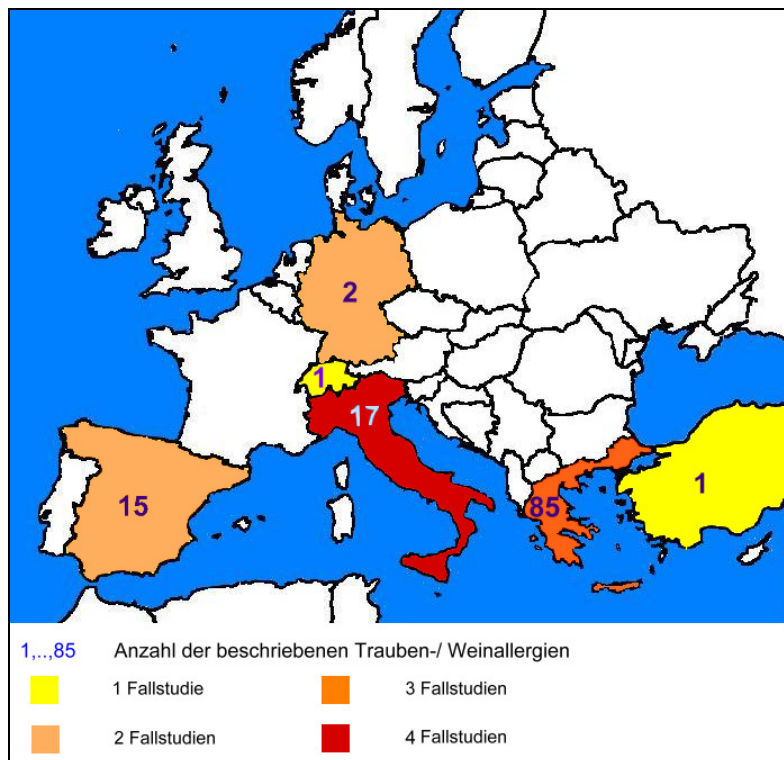 2
1
17
15
85
1
1,..,85 Anzahl der beschriebenen Trauben-/ Weinallergien
1 Fallstudie
3 Fallstudien
2 Fallstudien
4 Fallstudien